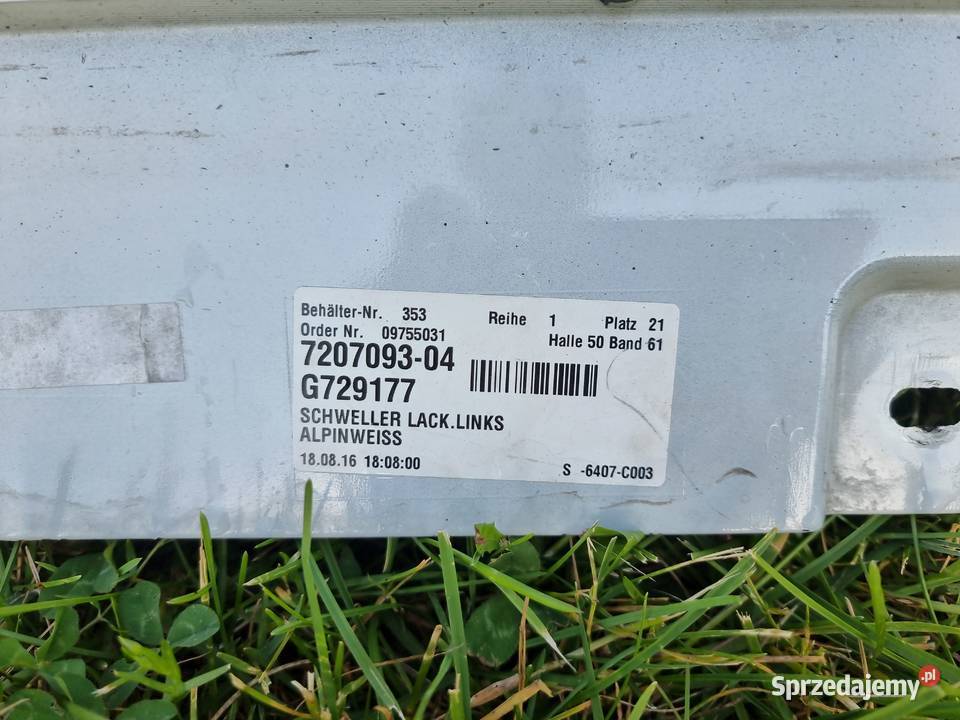 Behälter-Nr. 353 Reihe 1 Platz 21
Order Nr. 09755031 Halle 50 Band 61
7207093-04
G729177
SCHWELLER LACK.LINKS
ALPINWEISS
18.08.16 18:08:00 S -6407-C003
Sprzedajemy.pl